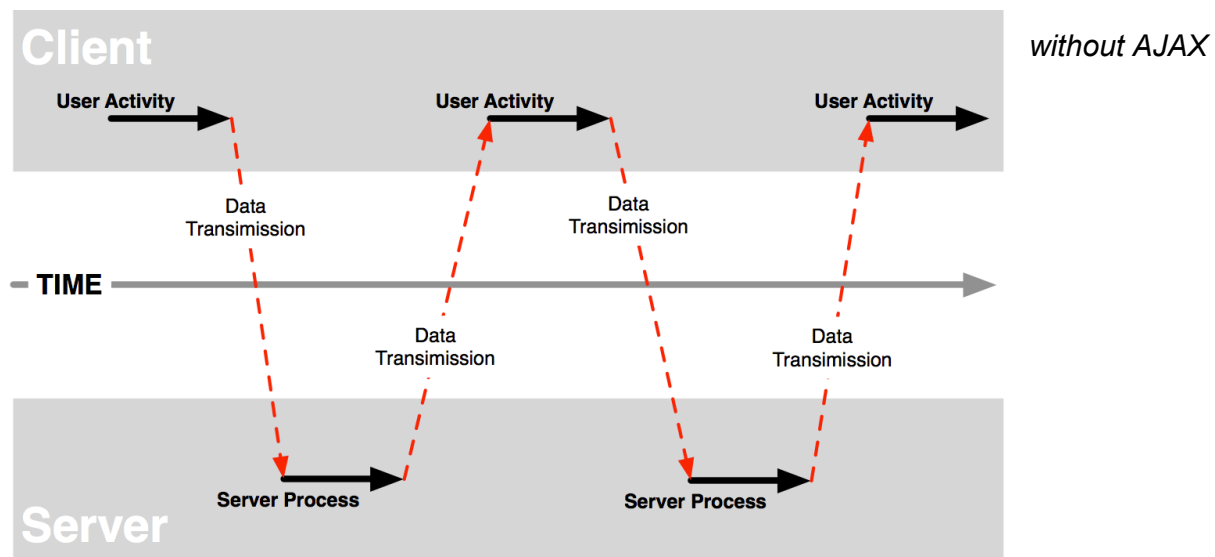 Client
without AJAX
User Activity
User Activity
User Activity
Data
Transimission
Data
Transimission
TIME
Data
Transimission
Data
Transimission
Server Process
Server Process
Server